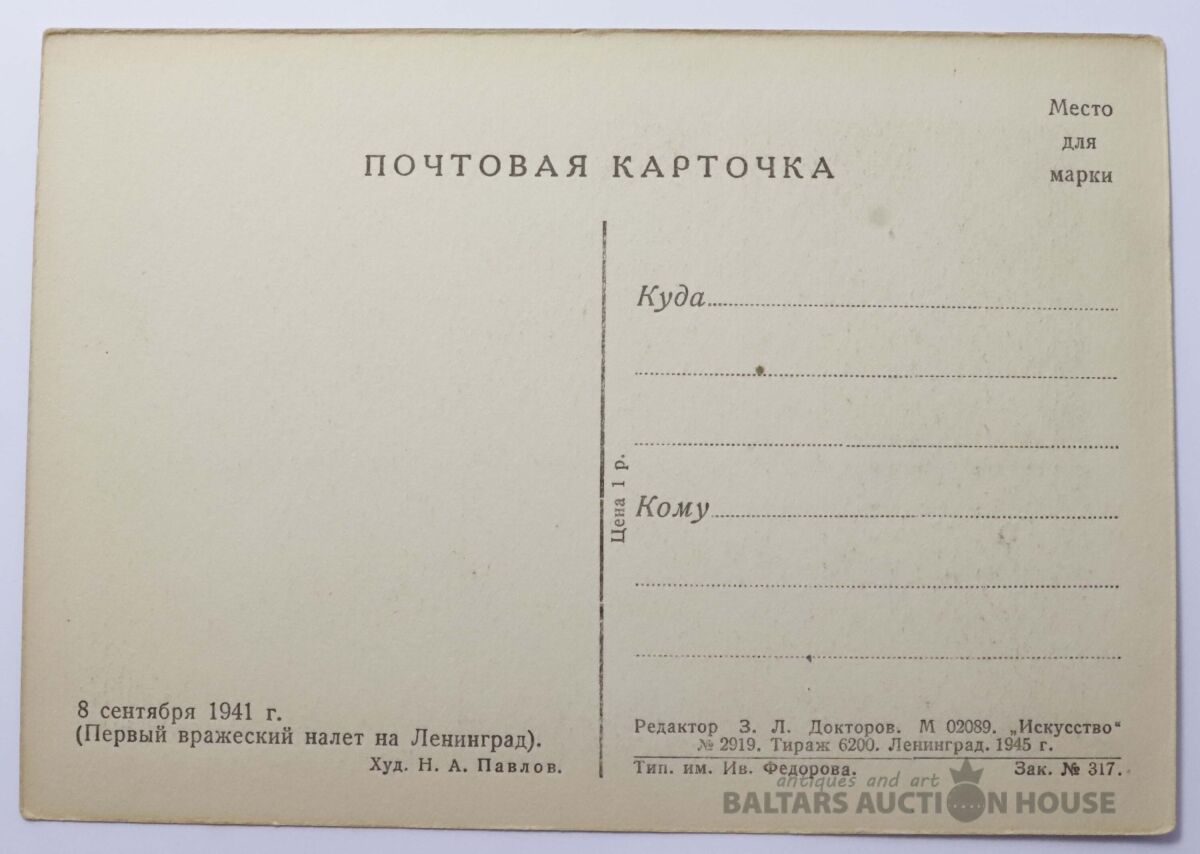 Место
для
марки
ПОЧТОВАЯ КАРТОЧКА
Куда
Цена 1 р.
Кому
8 сентября 1941 г.
(Первый вражеский налет на Ленинград).
Худ. Н. А. Павлов.
Редактор З. Л. Докторов. М 02089. „Искусство“
№ 2919. Тираж 6200. Ленинград. 1945 г.
Тип. им. Ив. Федорова. Зак. № 317.
antiques and art
BALTARS AUCTION HOUSE